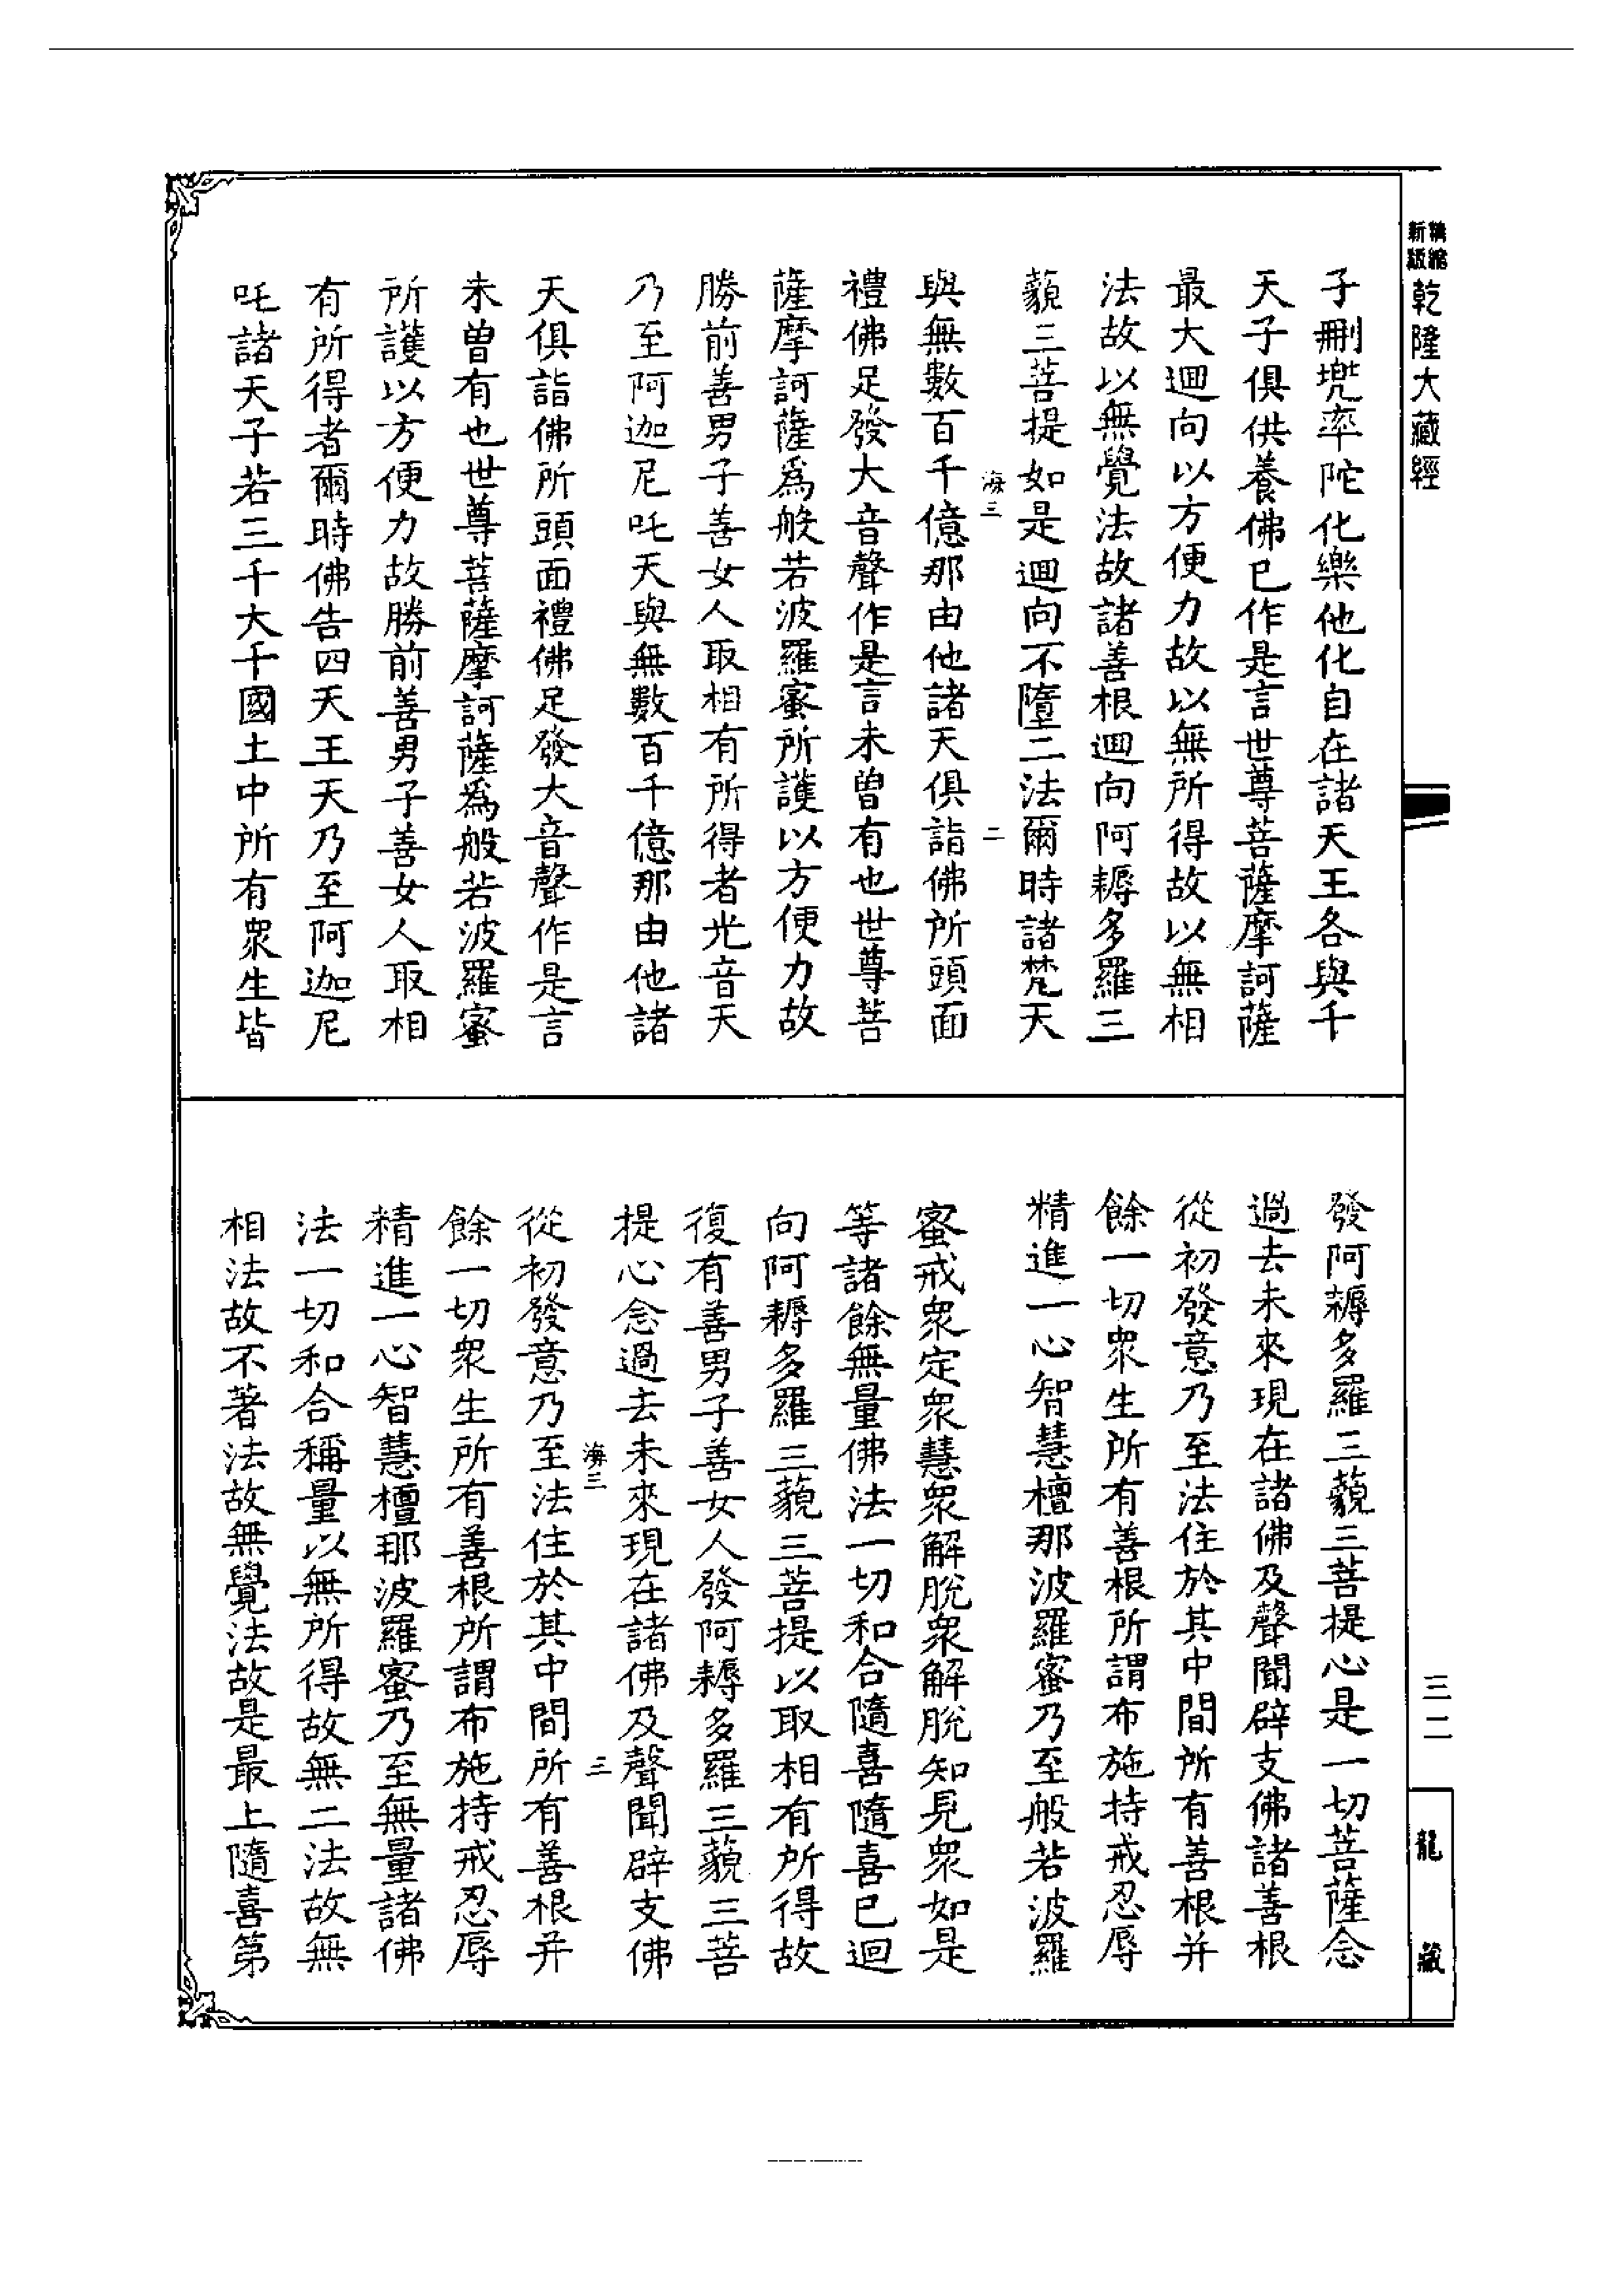 精縮
新版
乾隆大藏經
子刪兜率陀化樂他化自在諸天王各與千
天子俱供養佛已作是言世尊菩薩摩訶薩
最大迴向以方便力故以無所得故以無相
法故以無覺法故諸善根迴向阿耨多羅三
藐三菩提如是迴向不墮二法爾時諸梵天
海三 二
與無數百千億那由他諸天俱詣佛所頭面
禮佛足發大音聲作是言未曾有也世尊菩
薩摩訶薩爲般若波羅蜜所護以方便力故
勝前善男子善女人取相有所得者光音天
乃至阿迦尼吒天與無數百千億那由他諸
天俱詣佛所頭面禮佛足發大音聲作是言
未曾有也世尊菩薩摩訶薩爲般若波羅蜜
所護以方便力故勝前善男子善女人取相
有所得者爾時佛告四天王天乃至阿迦尼
吒諸天子若三千大千國土中所有衆生皆
發阿耨多羅三藐三菩提心是一切菩薩念
過去未來現在諸佛及聲聞辟支佛諸善根
從初發意乃至法住於其中間所有善根并
餘一切衆生所有善根所謂布施持戒忍辱
精進一心智慧檀那波羅蜜乃至般若波羅
蜜戒衆定衆慧衆解脫衆解脫知見衆如是
等諸餘無量佛法一切和合隨喜隨喜已迴
向阿耨多羅三藐三菩提以取相有所得故
復有善男子善女人發阿耨多羅三藐三菩
提心念過去未來現在諸佛及聲聞辟支佛
海三 三
從初發意乃至法住於其中間所有善根并
餘一切衆生所有善根所謂布施持戒忍辱
精進一心智慧檀那波羅蜜乃至無量諸佛
法一切和合稱量以無所得故無二法故無
相法故不著法故無覺法故是最上隨喜第
三二
龍藏